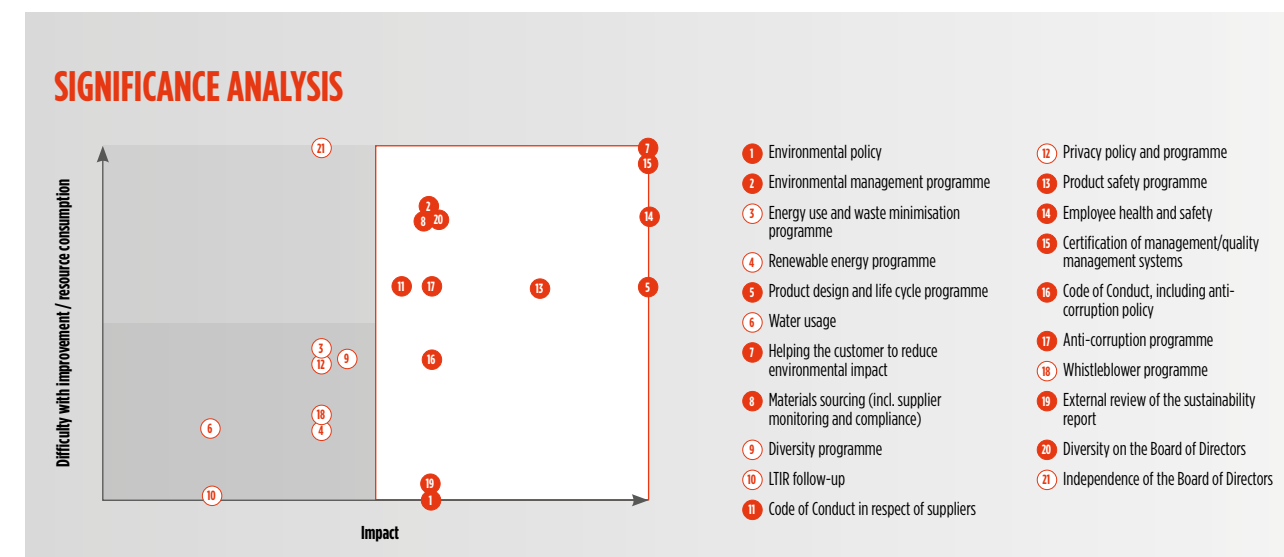 SIGNIFICANCE ANALYSIS
Difficulty with improvement / resource consumption
21
7
15
2
8
20
14
11
17
13
5
3
12
9
16
18
4
6
10
19
1
Impact
1 Environmental policy
2 Environmental management programme
3 Energy use and waste minimisation
programme
4 Renewable energy programme
5 Product design and life cycle programme
6 Water usage
7 Helping the customer to reduce
environmental impact
8 Materials sourcing (incl. supplier
monitoring and compliance)
9 Diversity programme
10 LTIR follow-up
11 Code of Conduct in respect of suppliers
12 Privacy policy and programme
13 Product safety programme
14 Employee health and safety
15 Certification of management/quality
management systems
16 Code of Conduct, including anti-
corruption policy
17 Anti-corruption programme
18 Whistleblower programme
19 External review of the sustainability
report
20 Diversity on the Board of Directors
21 Independence of the Board of Directors